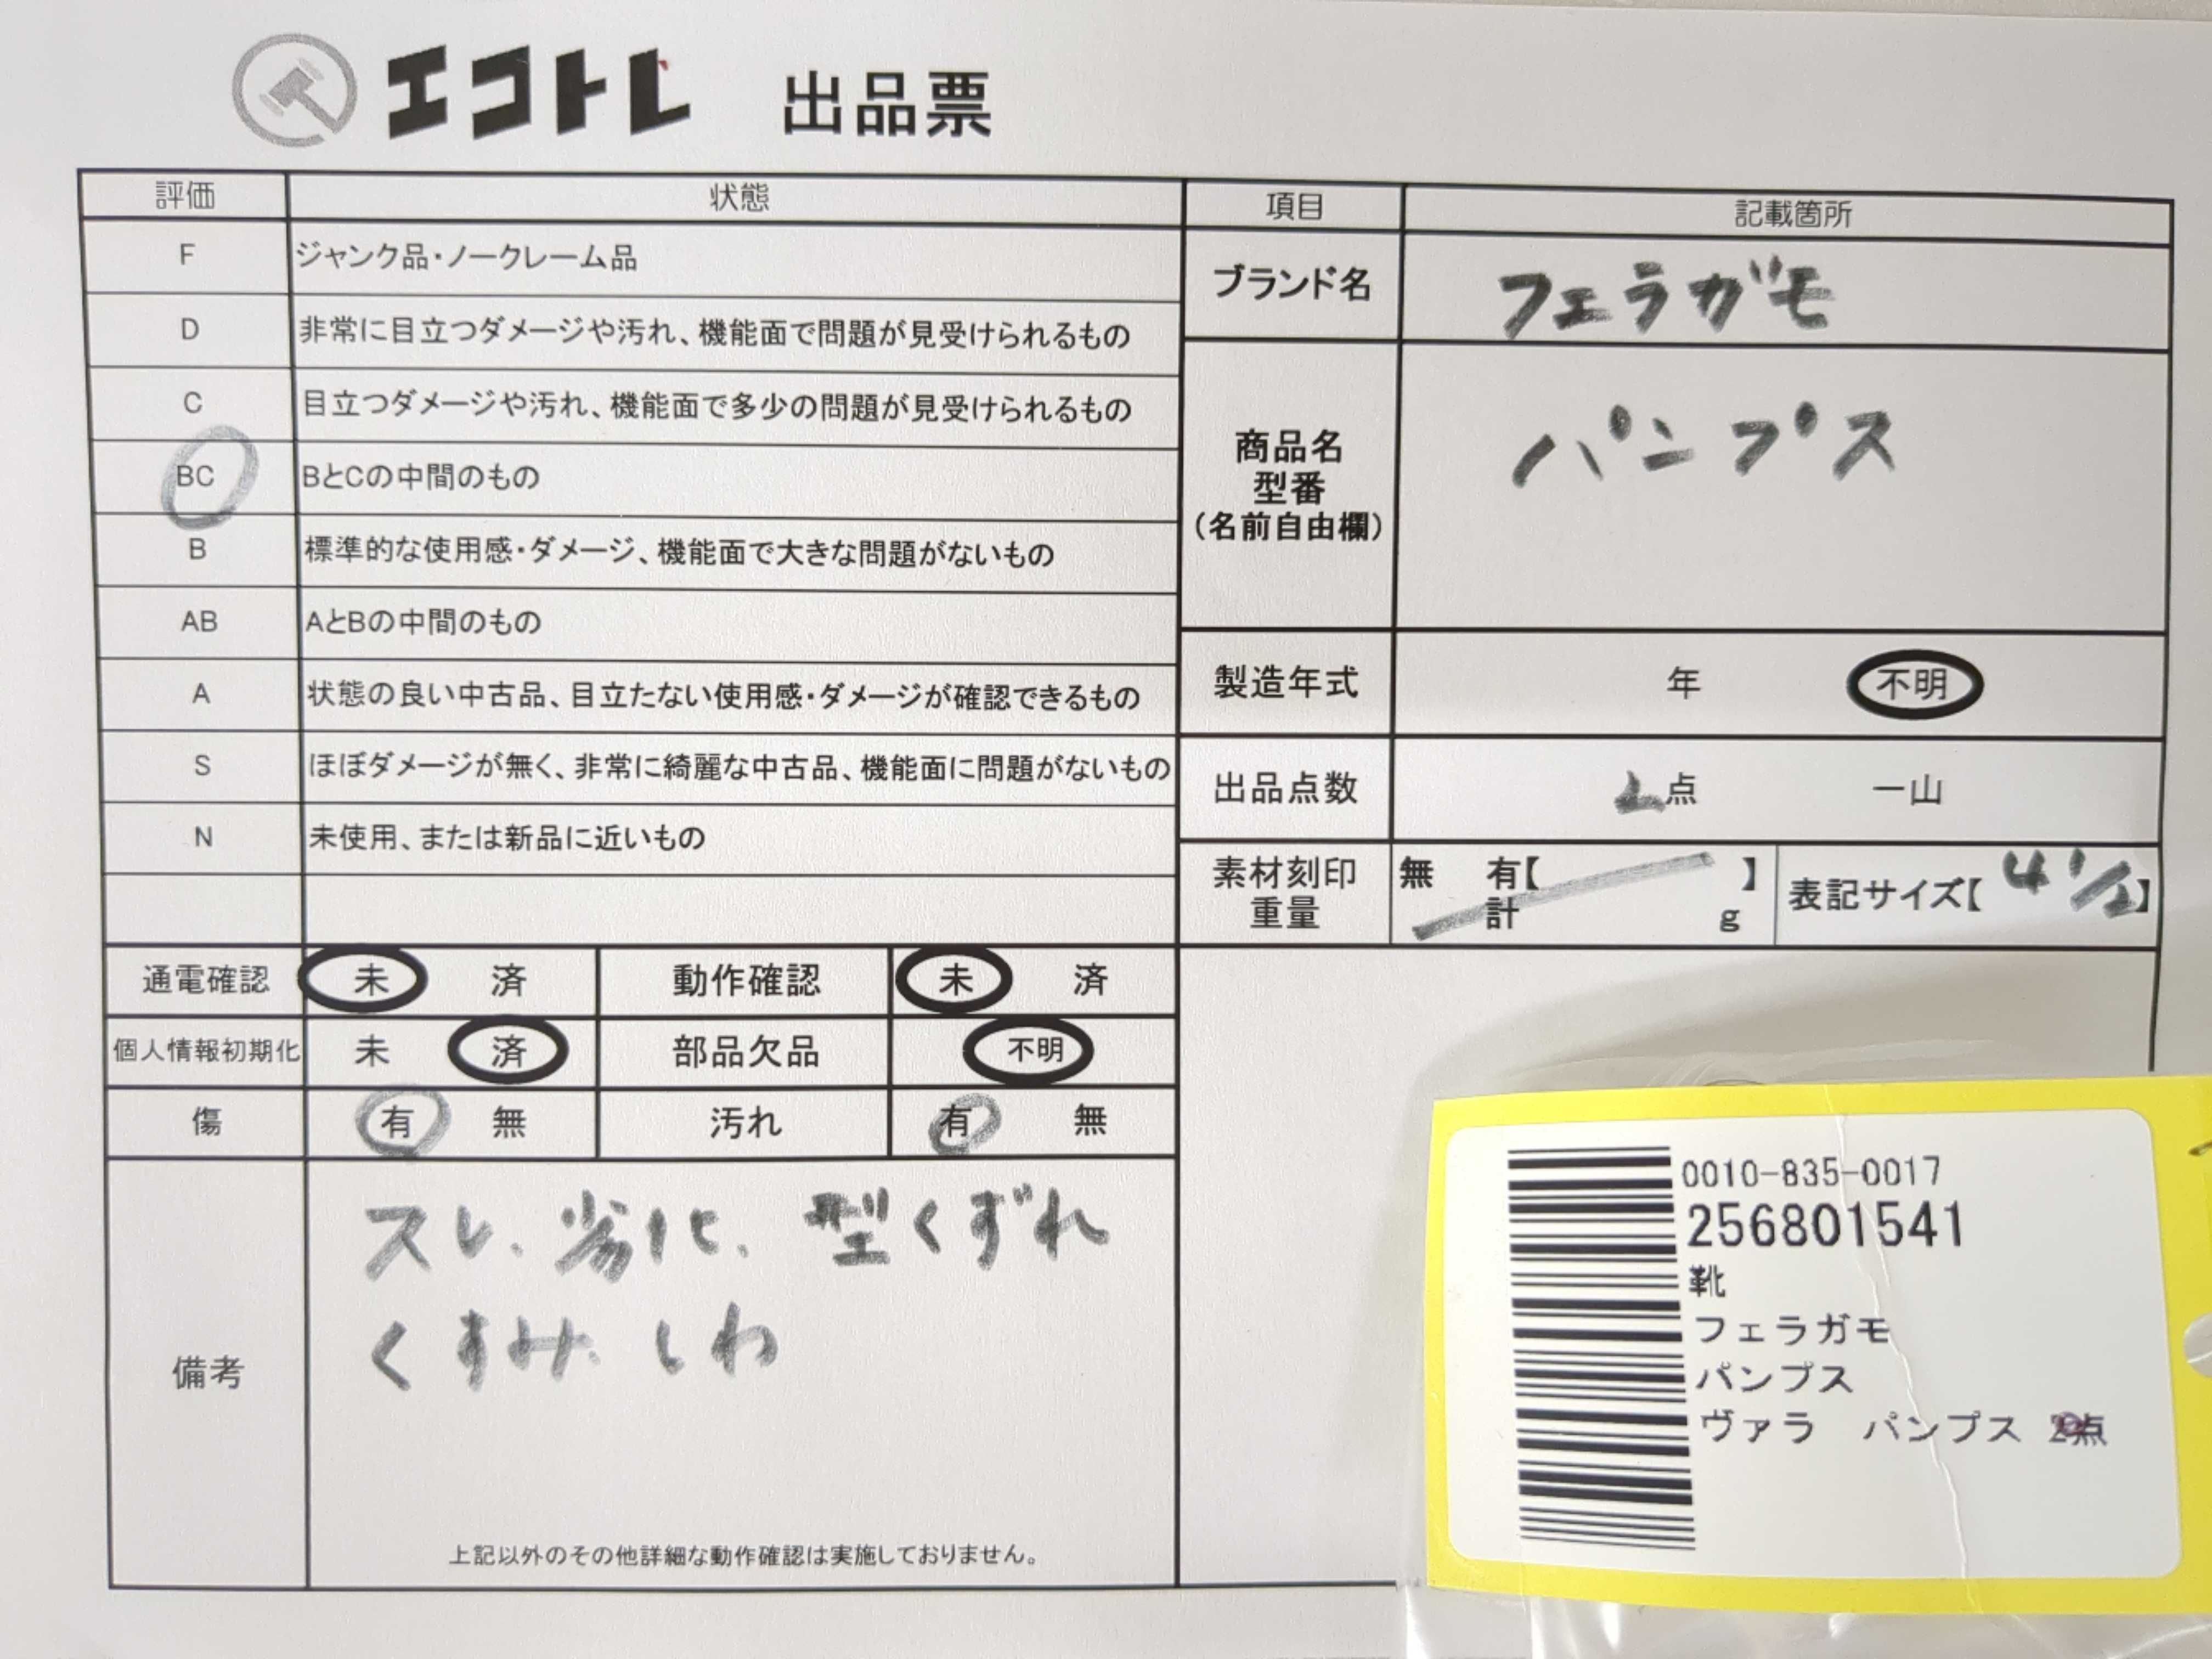 エコトレ 出品票
評価 状態
F ジャンク品・ノークレーム品
D 非常に目立つダメージや汚れ、機能面で問題が見受けられるもの
C 目立つダメージや汚れ、機能面で多少の問題が見受けられるもの
BC BとCの中間のもの
B 標準的な使用感・ダメージ、機能面で大きな問題がないもの
AB AとBの中間のもの
A 状態の良い中古品、目立たない使用感・ダメージが確認できるもの
S ほぼダメージが無く、非常に綺麗な中古品、機能面に問題がないもの
N 未使用、または新品に近いもの
通電確認 未 済 動作確認 未 済
個人情報初期化 未 済 部品欠品 不明
傷 有 無 汚れ 有 無
備考
スレ、劣化、型くずれ
くすみ、しわ
上記以外のその他詳細な動作確認は実施しておりません。
項目 記載箇所
ブランド名 フェラガモ
商品名
型番
(名前自由欄)
パンプス
製造年式 年 不明
出品点数 点 一山
素材刻印 無 有【 】
重量 計 g
表記サイズ【 4 1/2 】
0010-835-0017
256801541
靴
フェラガモ
パンプス
ヴァラ パンプス 点